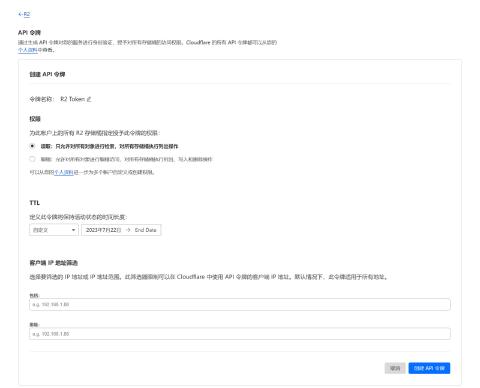 ←R2
API 令牌
通过生成 API 令牌对您的服务进行身份验证，授予对所有存储桶的访问权限。Cloudflare 的所有 API 令牌都可以从您的
个人资料中查看。
创建 API 令牌
令牌名称： R2 Token
权限
为此帐户上的所有 R2 存储桶指定授予此令牌的权限：
读取：只允许对所有对象进行检索，对所有存储桶执行列出操作
编辑：允许对所有对象进行编辑访问，对所有存储桶执行列出、写入和删除操作
可以从您的个人资料进一步为多个帐户自定义或创建权限。
TTL
定义此令牌将保持活动状态的时间长度：
自定义 2023年7月22日 → End Date
客户端 IP 地址筛选
选择要筛选的 IP 地址或 IP 地址范围。此筛选器限制可以在 Cloudflare 中使用 API 令牌的客户端 IP 地址。默认情况下，此令牌适用于所有地址。
包括:
e.g. 192.168.1.88
e.g. 192.168.1.88
取消 创建 API 令牌